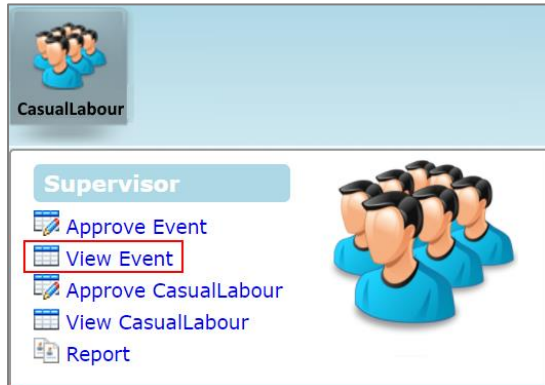 CasualLabour
Supervisor
Approve Event
View Event
Approve CasualLabour
View CasualLabour
Report